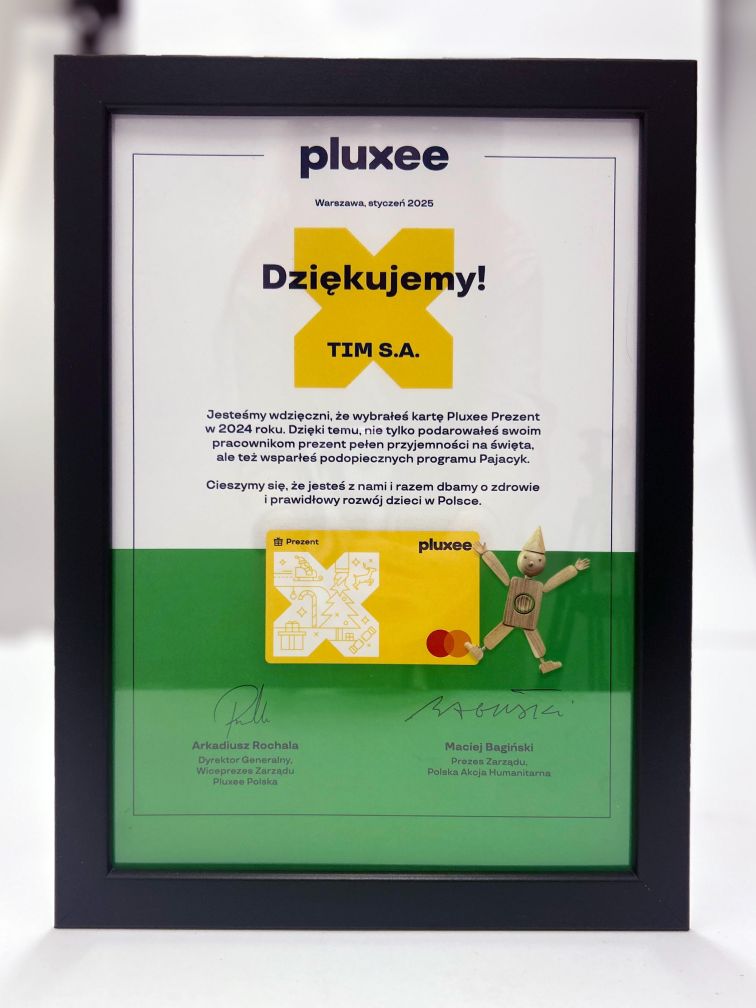 pluxee
Warszawa, styczeń 2025
Dziękujemy!
TIM S.A.
Jesteśmy wdzięczni, że wybrałeś kartę Pluxee Prezent
w 2024 roku. Dzięki temu, nie tylko podarowałeś swoim
pracownikom prezent pełen przyjemności na święta,
ale też wsparłeś podopiecznych programu Pajacyk.
Cieszymy się, że jesteś z nami i razem dbamy o zdrowie
i prawidłowy rozwój dzieci w Polsce.
Prezent
pluxee
BAGIŃSKI
Arkadiusz Rochala
Dyrektor Generalny,
Wiceprezes Zarządu
Pluxee Polska
Maciej Bagiński
Prezes Zarządu,
Polska Akcja Humanitarna